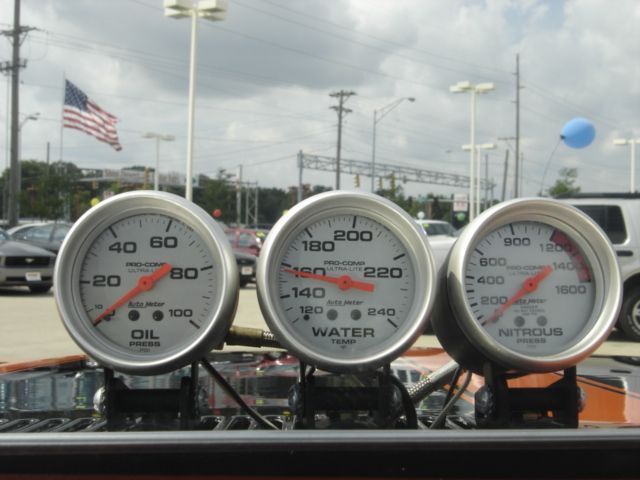 40 60
20 80
0 100
PRO-COMP
ULTRA-LITE
Auto Meter
OIL
PRESS
PSI
180 200
160 220
140 240
120
PRO-COMP
ULTRA-LITE
Auto Meter
WATER
TEMP
900 1200
600 1400
400 1600
200
PRO-COMP
ULTRA-LITE
Auto Meter
NITROUS
PRESS